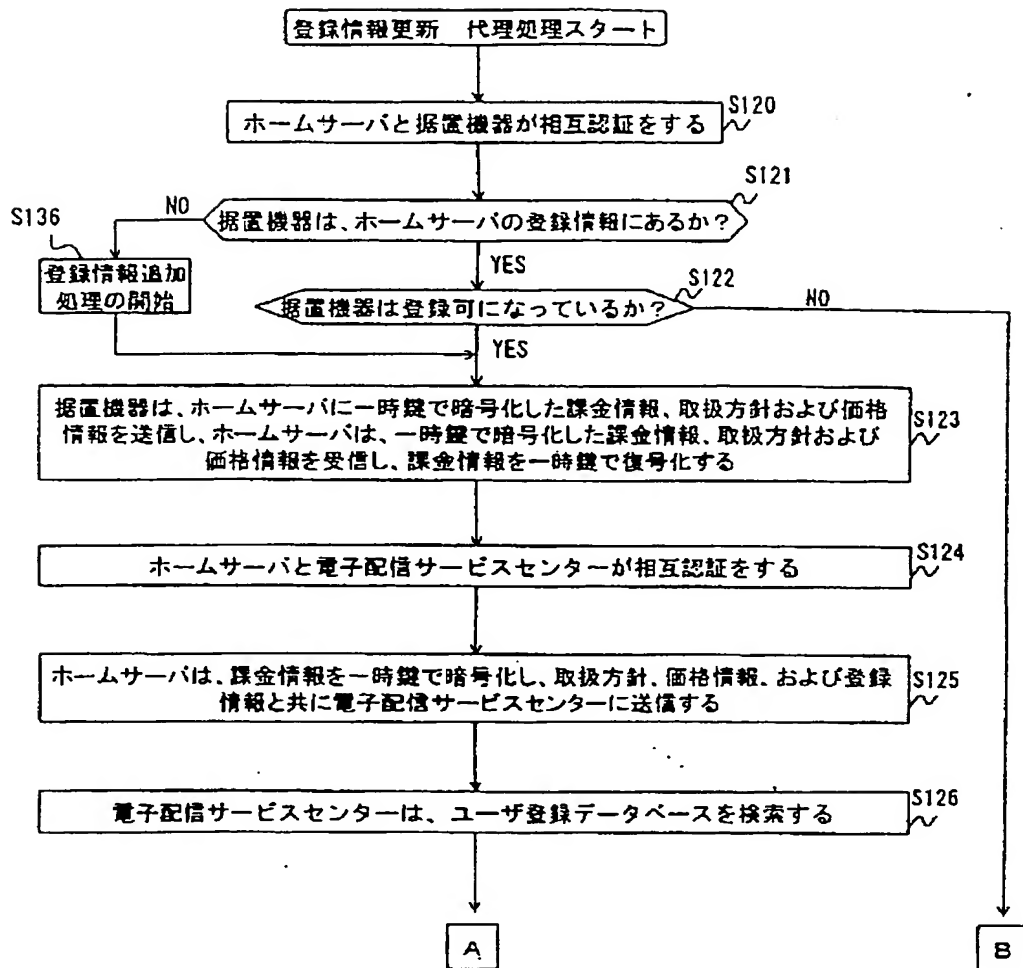 登録情報更新　代理処理スタート
S120
ホームサーバと据置機器が相互認証をする
S121
据置機器は、ホームサーバの登録情報にあるか？
NO
S136
登録情報追加
処理の開始
YES
S122
据置機器は登録可になっているか？
NO
YES
据置機器は、ホームサーバに一時鍵で暗号化した課金情報、取扱方針および価格
情報を送信し、ホームサーバは、一時鍵で暗号化した課金情報、取扱方針および
価格情報を受信し、課金情報を一時鍵で復号化する
S123
S124
ホームサーバと電子配信サービスセンターが相互認証をする
ホームサーバは、課金情報を一時鍵で暗号化し、取扱方針、価格情報、および登録
情報と共に電子配信サービスセンターに送信する
S125
S126
電子配信サービスセンターは、ユーザ登録データベースを検索する
A
B